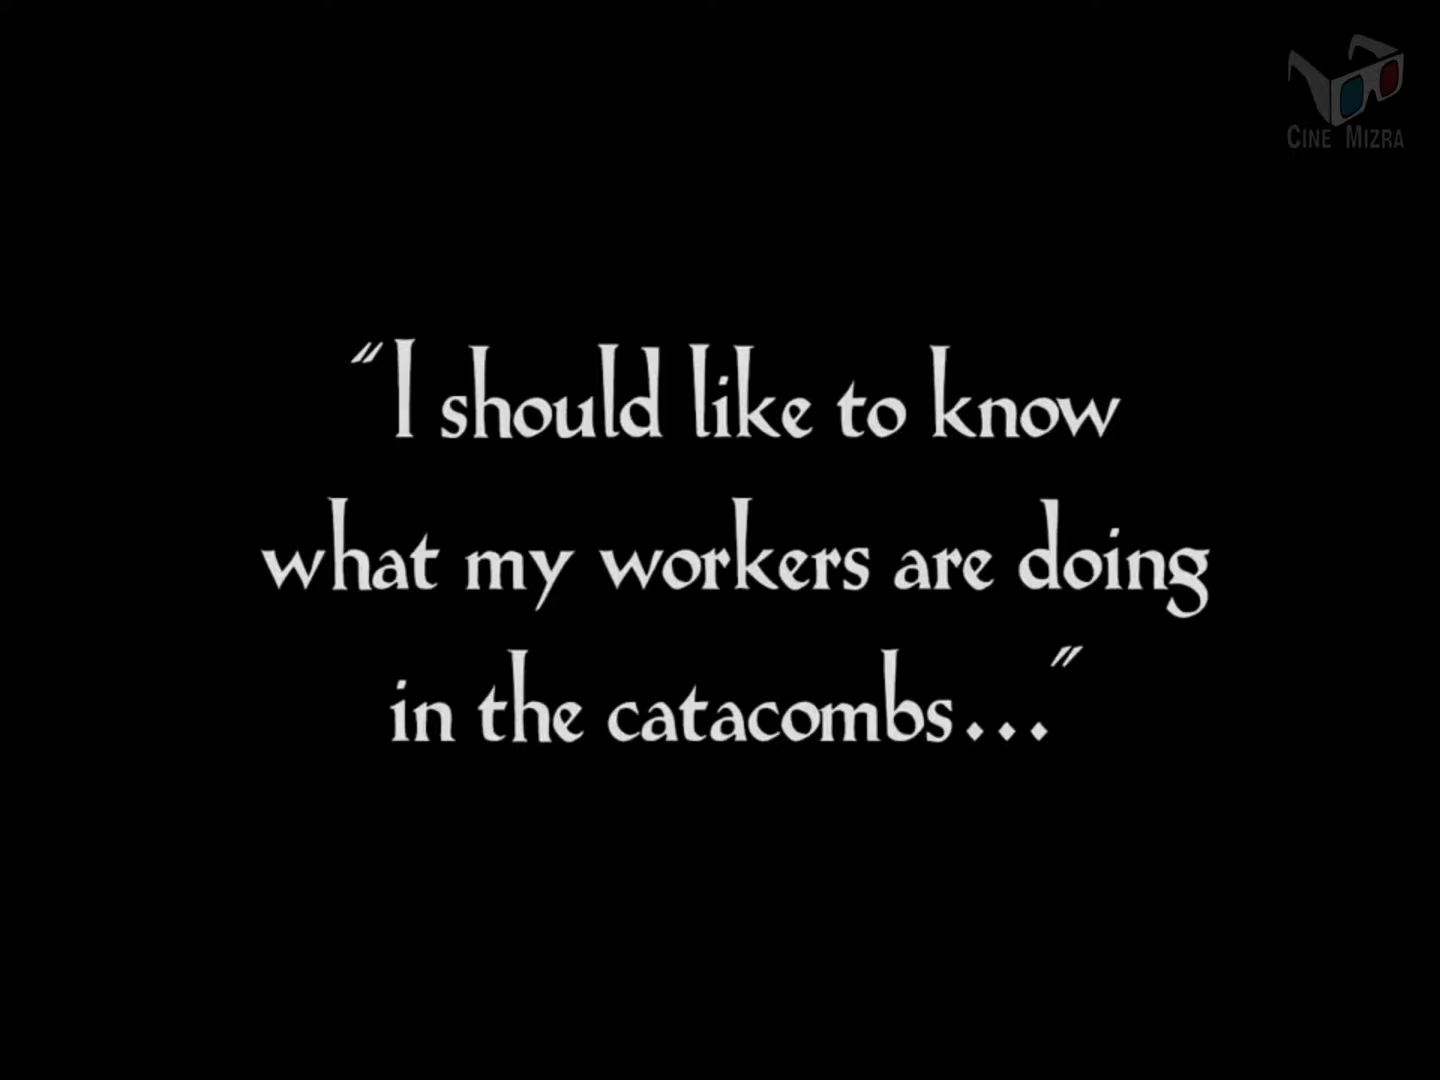 CINE MIZRA
"I should like to know
what my workers are doing
in the catacombs..."